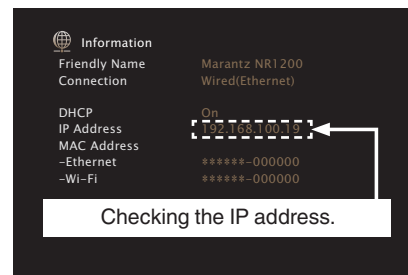 Information
Friendly Name Marantz NR1200
Connection Wired(Ethernet)
DHCP On
IP Address 192.168.100.19
MAC Address
-Ethernet ******-000000
-Wi-Fi ******-000000
Checking the IP address.